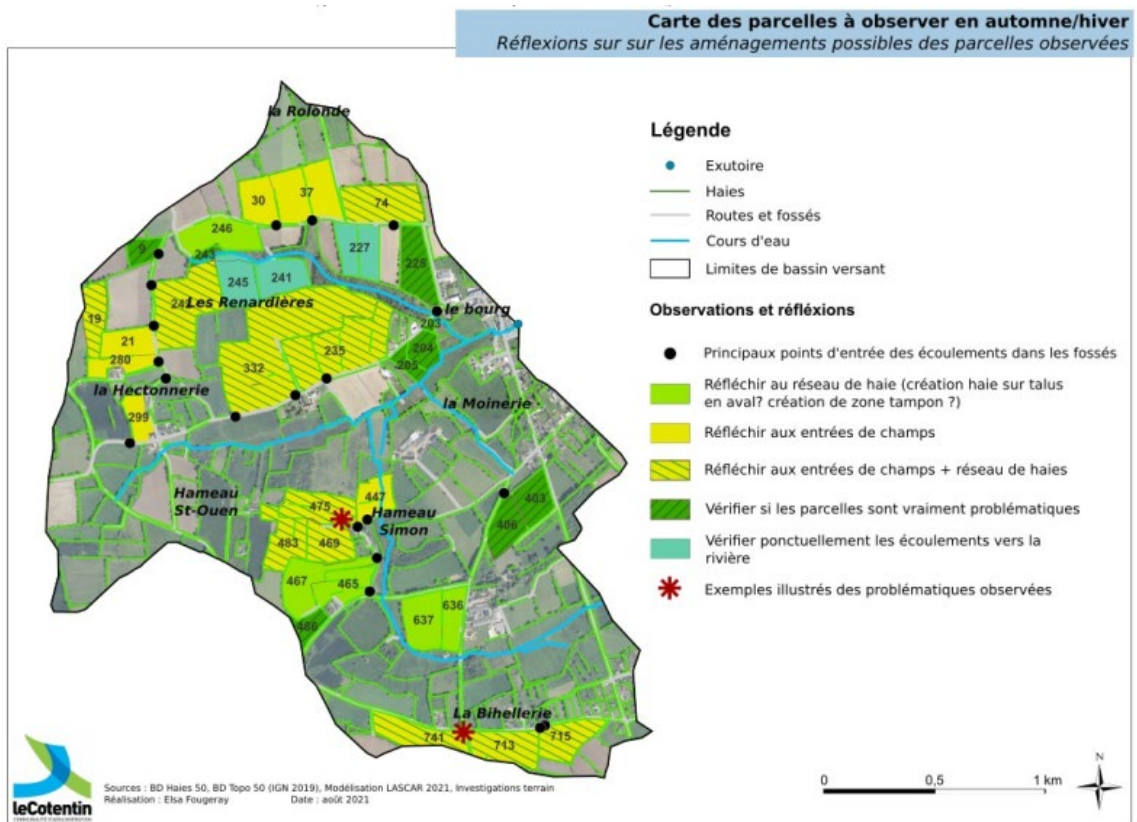 Carte des parcelles à observer en automne/hiver
Réflexions sur sur les aménagements possibles des parcelles observées
la Rolonde
30
37
74
246
9
243
227
225
245
241
Les Renardières
19
203
le bourg
21
235
204
205
280
332
la Hectonnerie
la Moinerie
299
Hameau
St-Ouen
475
447
Hameau
Simon
403
406
483
469
467
465
486
637
636
La Bihellerie
741
713
715
Légende
Exutoire
Haies
Routes et fossés
Cours d'eau
Limites de bassin versant
Observations et réfléxions
Principaux points d'entrée des écoulements dans les fossés
Réfléchir au réseau de haie (création haie sur talus
en aval? création de zone tampon ?)
Réfléchir aux entrées de champs
Réfléchir aux entrées de champs + réseau de haies
Vérifier si les parcelles sont vraiment problématiques
Vérifier ponctuellement les écoulements vers la
rivière
Exemples illustrés des problématiques observées
leCotentin
COMMUNAUTÉ D'AGGLOMÉRATION
Sources : BD Haies 50, BD Topo 50 (IGN 2019), Modélisation LASCAR 2021, Investigations terrain
Réalisation : Elsa Fougeray Date : août 2021
0 0,5 1 km
N